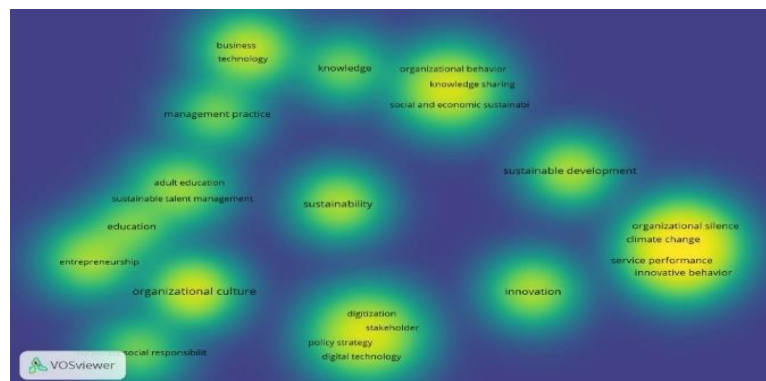 business
technology
knowledge
organizational behavior
knowledge sharing
social and economic sustainabi
management practice
adult education
sustainable talent management
education
entrepreneurship
organizational culture
social responsibilit
sustainability
sustainable development
organizational silence
climate change
service performance
innovative behavior
innovation
digitization
stakeholder
policy strategy
digital technology
VOSviewer